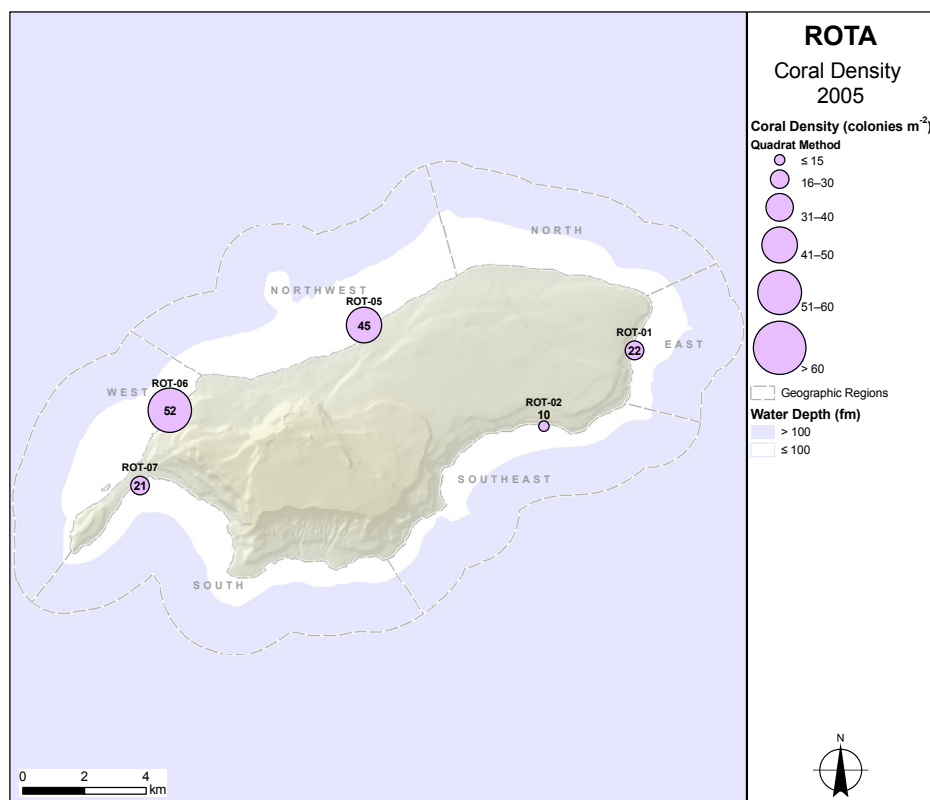 ROTA
Coral Density
2005
Coral Density (colonies m-2)
Quadrat Method
≤ 15
16–30
31–40
41–50
51–60
> 60
Geographic Regions
Water Depth (fm)
> 100
≤ 100
N
NORTH
NORTHWEST
ROT-05
45
ROT-01
22
EAST
ROT-06
WEST
52
ROT-02
10
ROT-07
21
SOUTHEAST
SOUTH
0 2 4
km